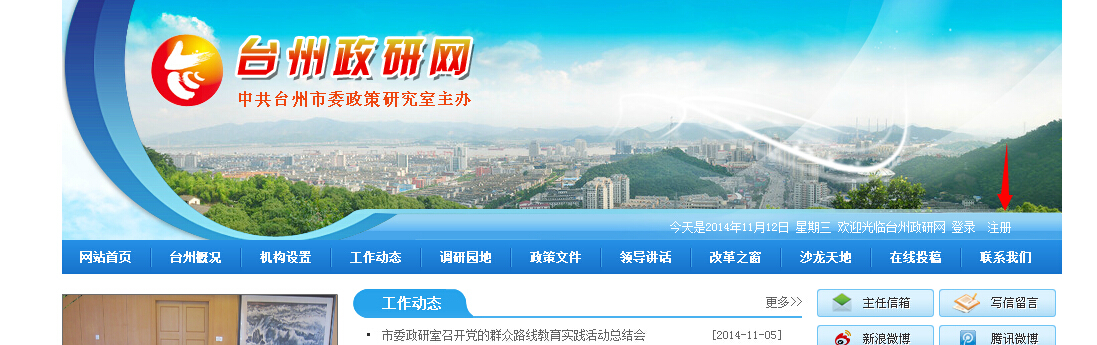 台州政研网
中共台州市委政策研究室主办
今天是2014年11月12日 星期三 欢迎光临台州政研网 登录 注册
网站首页 台州概况 机构设置 工作动态 调研园地 政策文件 领导讲话 改革之窗 沙龙天地 在线投稿 联系我们
工作动态 更多>>
市委政研室召开党的群众路线教育实践活动总结会 [2014-11-05]
主任信箱 写信留言
新浪微博 腾讯微博